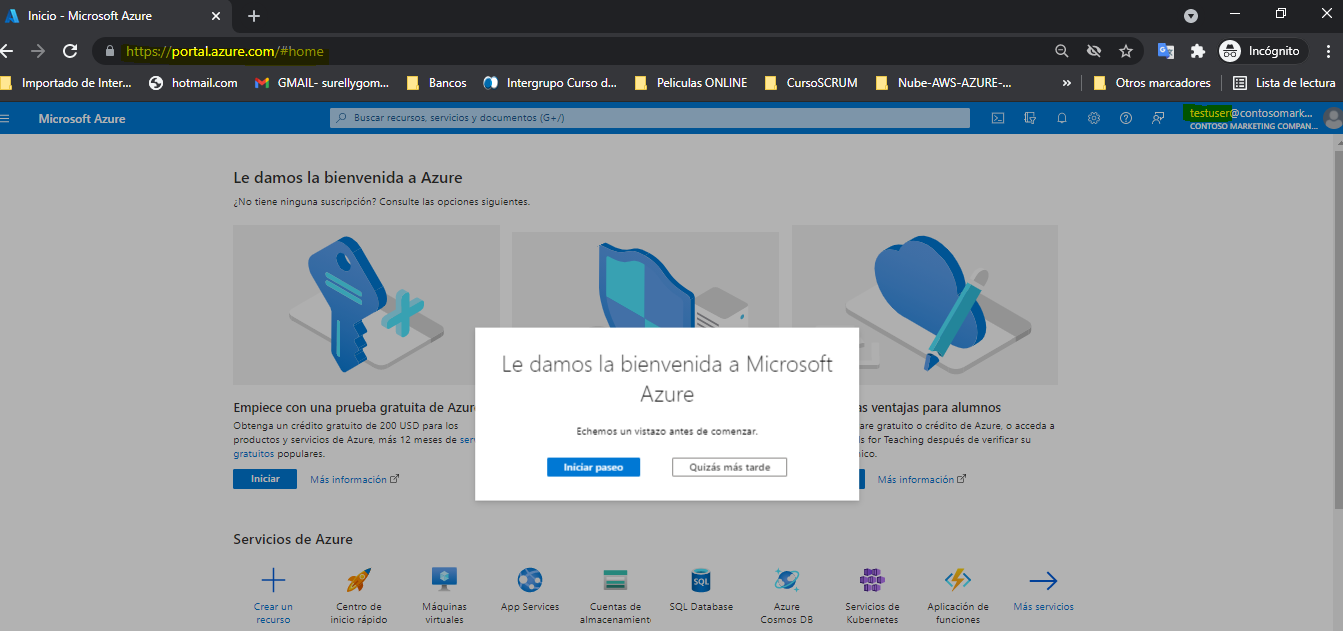 Inicio - Microsoft Azure
https://portal.azure.com/#home
Incógnito
Importado de Inter...
hotmail.com
GMAIL- surellygom...
Bancos
Intergrupo Curso d...
Peliculas ONLINE
CursoSCRUM
Nube-AWS-AZURE-...
»
Otros marcadores
Lista de lectura
Microsoft Azure
Buscar recursos, servicios y documentos (G+/)
testuser@contosomark...
CONTOSO MARKETING COMPAN...
Le damos la bienvenida a Azure
¿No tiene ninguna suscripción? Consulte las opciones siguientes.
Le damos la bienvenida a Microsoft
Azure
Echemos un vistazo antes de comenzar.
Iniciar paseo
Quizás más tarde
Empiece con una prueba gratuita de Azur
Obtenga un crédito gratuito de 200 USD para los
productos y servicios de Azure, más 12 meses de ser
gratuitos populares.
Iniciar
Más información
as ventajas para alumnos
are gratuito o crédito de Azure, o acceda a
ls for Teaching después de verificar su
ico.
Más información
Servicios de Azure
Crear un
recurso
Centro de
inicio rápido
Máquinas
virtuales
App Services
Cuentas de
almacenamient
SQL
SQL Database
Azure
Cosmos DB
Servicios de
Kubernetes
Aplicación de
funciones
Más servicios